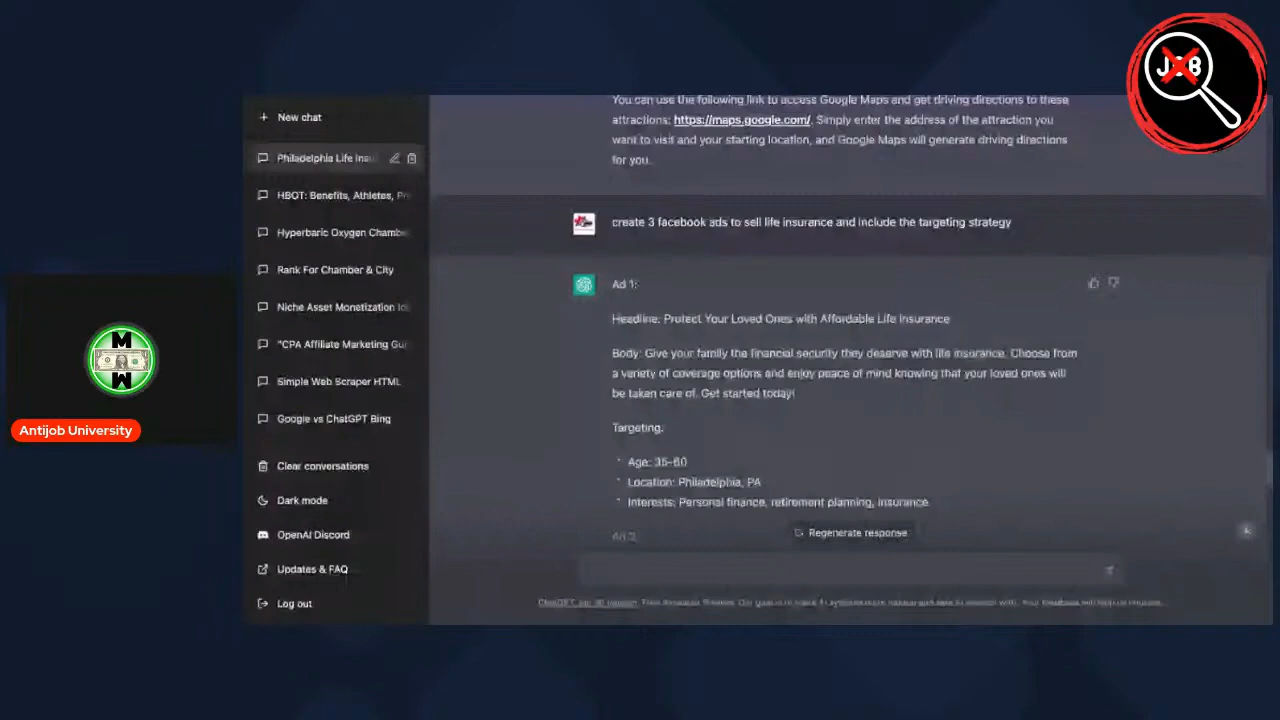 JOB
You can use the following link to access Google Maps and get driving directions to these
attractions: https://maps.google.com/. Simply enter the address of the attraction you
want to visit and your starting location, and Google Maps will generate driving directions
for you.
New chat
Philadelphia Life Insu
HBOT: Benefits, Athletes, Pr
Hyperbaric Oxygen Chambe
Rank For Chamber & City
Niche Asset Monetization Id
"CPA Affiliate Marketing Gui
Simple Web Scraper HTML
Google vs ChatGPT Bing
Clear conversations
Dark mode
OpenAI Discord
Updates & FAQ
Log out
create 3 facebook ads to sell life insurance and include the targeting strategy
Ad 1:
Headline: Protect Your Loved Ones with Affordable Life Insurance
Body: Give your family the financial security they deserve with life insurance. Choose from
a variety of coverage options and enjoy peace of mind knowing that your loved ones will
be taken care of. Get started today!
Targeting:
Age: 35-60
Location: Philadelphia, PA
Interests: Personal finance, retirement planning, insurance
Ad 2:
Regenerate response
M
M
Antijob University